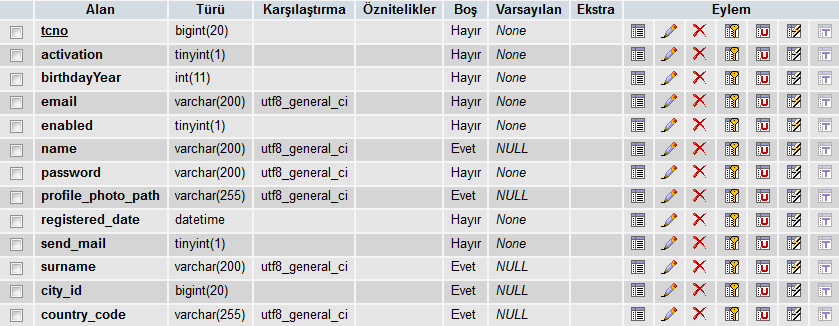 Alan Türü Karşılaştırma Öznitelikler Boş Varsayılan Ekstra Eylem
tcno bigint(20) Hayır None
activation tinyint(1) Hayır None
birthdayYear int(11) Hayır None
email varchar(200) utf8_general_ci Hayır None
enabled tinyint(1) Hayır None
name varchar(200) utf8_general_ci Evet NULL
password varchar(200) utf8_general_ci Hayır None
profile_photo_path varchar(255) utf8_general_ci Evet NULL
registered_date datetime Hayır None
send_mail tinyint(1) Hayır None
surname varchar(200) utf8_general_ci Evet NULL
city_id bigint(20) Evet NULL
country_code varchar(255) utf8_general_ci Evet NULL